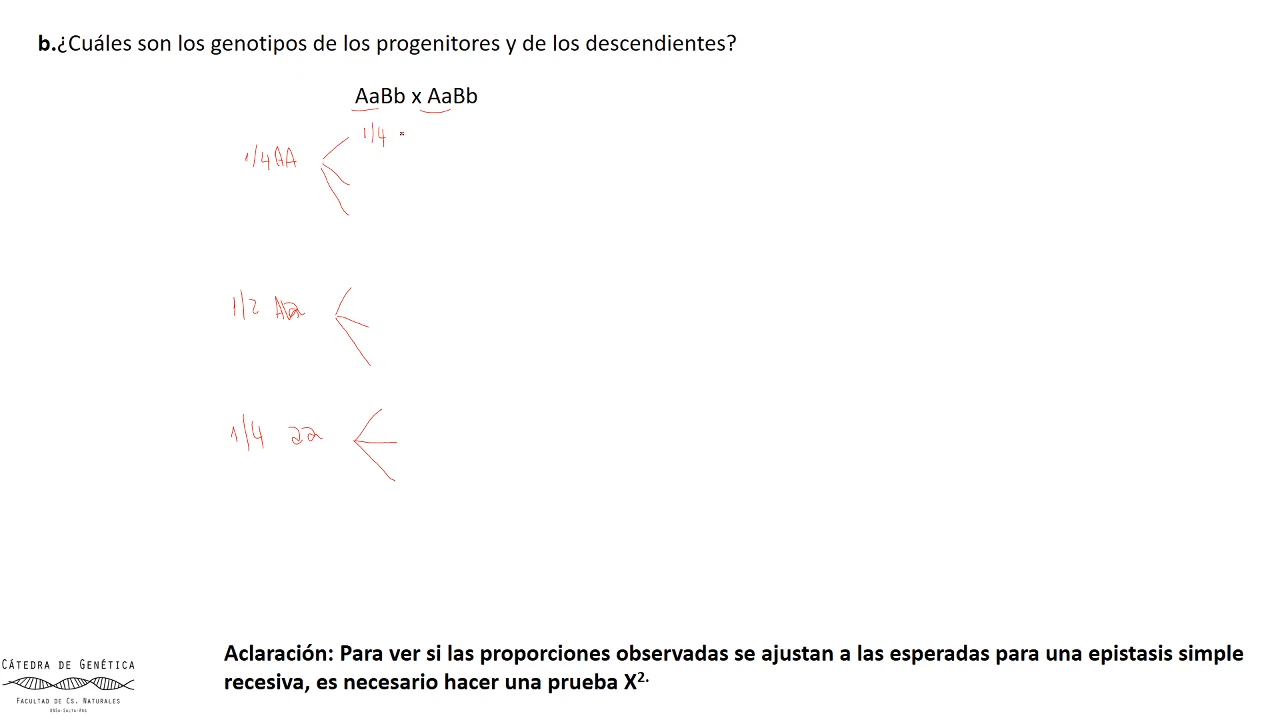 b.¿Cuáles son los genotipos de los progenitores y de los descendientes?
AaBb x AaBb
1/4
1/4 AA
1/2 Aa
1/4 aa
Aclaración: Para ver si las proporciones observadas se ajustan a las esperadas para una epistasis simple
recesiva, es necesario hacer una prueba X2.
CÁTEDRA DE GENÉTICA
FACULTAD DE CS. NATURALES